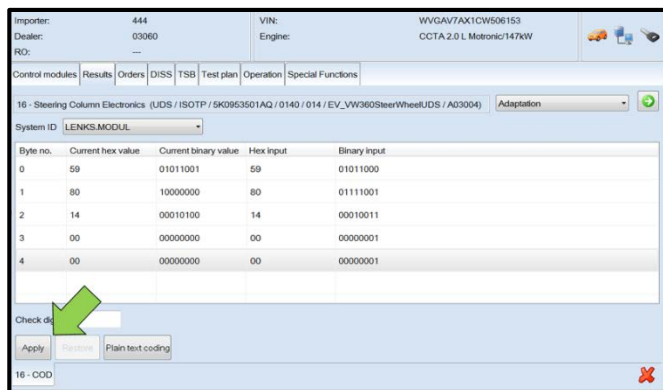 Importer: 444 VIN: WVGAV7AX1CW506153
Dealer: 03060 Engine: CCTA 2.0 L Motronic/147kW
RO: ---
Control modules Results Orders DISS TSB Test plan Operation Special Functions
16 - Steering Column Electronics (UDS / ISOTP / 5K0953501AQ / 0140 / 014 / EV_VW360SteerWheelUDS / A03004) Adaptation
System ID LENKS.MODUL
Byte no. Current hex value Current binary value Hex input Binary input
0 59 01011001 59 01011000
1 80 10000000 80 01111001
2 14 00010100 14 00010011
3 00 00000000 00 00000001
4 00 00000000 00 00000001
Check
Apply Restore Plain text coding
16 - COD